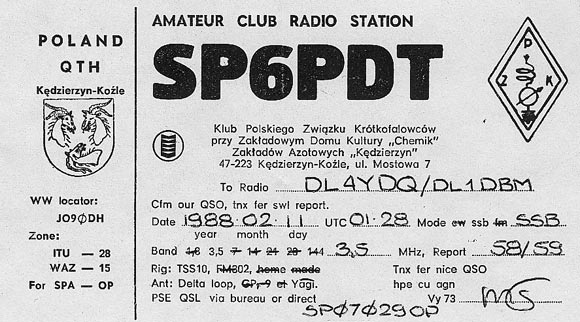 POLAND
QTH
Kędzierzyn-Koźle
WW locator:
JO9ØDH
Zone:
ITU — 28
WAZ — 15
For SPA — OP
AMATEUR CLUB RADIO STATION
SP6PDT
P
Z K
Klub Polskiego Związku Krótkofalowców
przy Zakładowym Domu Kultury „Chemik"
Zakładów Azotowych „Kędzierzyn"
47-223 Kędzierzyn-Koźle, ul. Mostowa 7
To Radio DL4YDQ/DL1DBM
Cfm our QSO, tnx fer swl report.
Date 1988.02.11 UTC 01.28 Mode cw ssb fm SSB
year month day
Band 1,8 3,5 7 14 21 28 144 3,5 MHz, Report 58/59
Rig: TSS10, FM302, home made Tnx fer nice QSO
Ant: Delta loop, GP, 9 el Yagi. hpe cu agn
PSE QSL via bureau or direct Vy 73
SPØ7Ø29OP